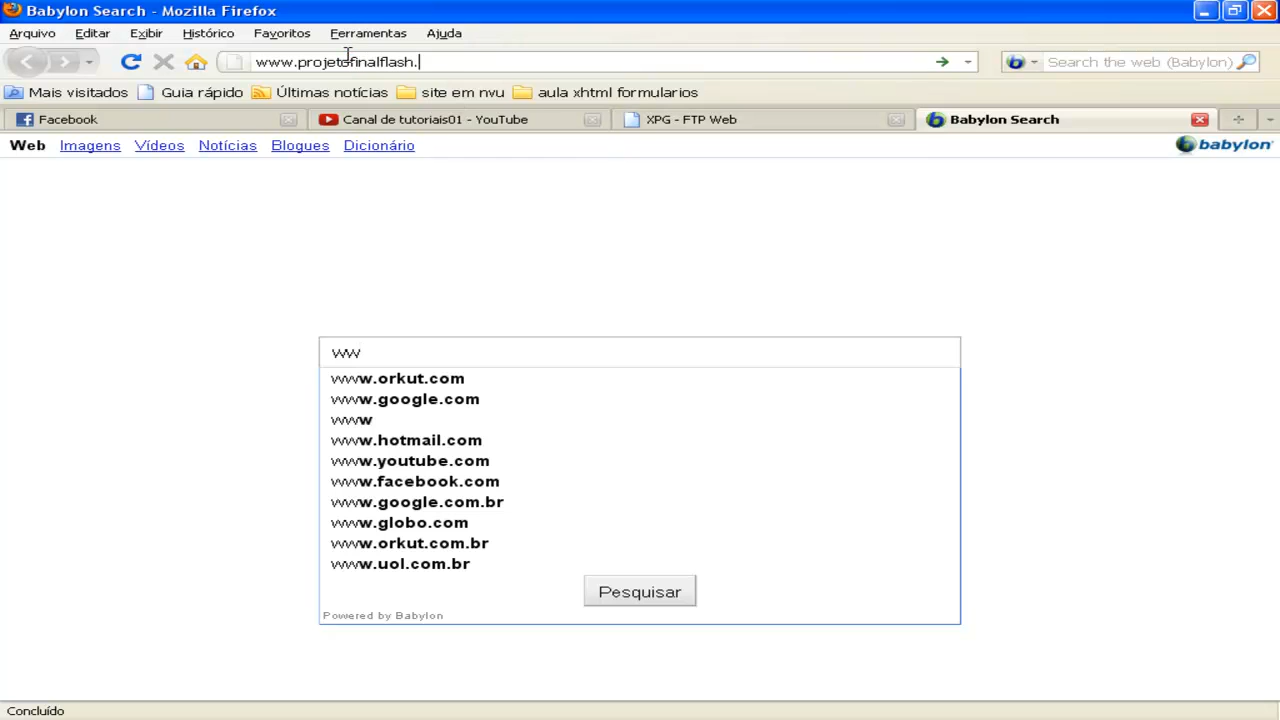 Babylon Search - Mozilla Firefox
Arquivo Editar Exibir Histórico Favoritos Ferramentas Ajuda
www.projetofinalflash. Search the web (Babylon)
Mais visitados Guia rápido Últimas notícias site em nvu aula xhtml formularios
Facebook Canal de tutoriais01 - YouTube XPG - FTP Web Babylon Search
Web Imagens Vídeos Notícias Blogues Dicionário babylon
ww
www.orkut.com
www.google.com
www
www.hotmail.com
www.youtube.com
www.facebook.com
www.google.com.br
www.globo.com
www.orkut.com.br
www.uol.com.br
Pesquisar
Powered by Babylon
Concluído